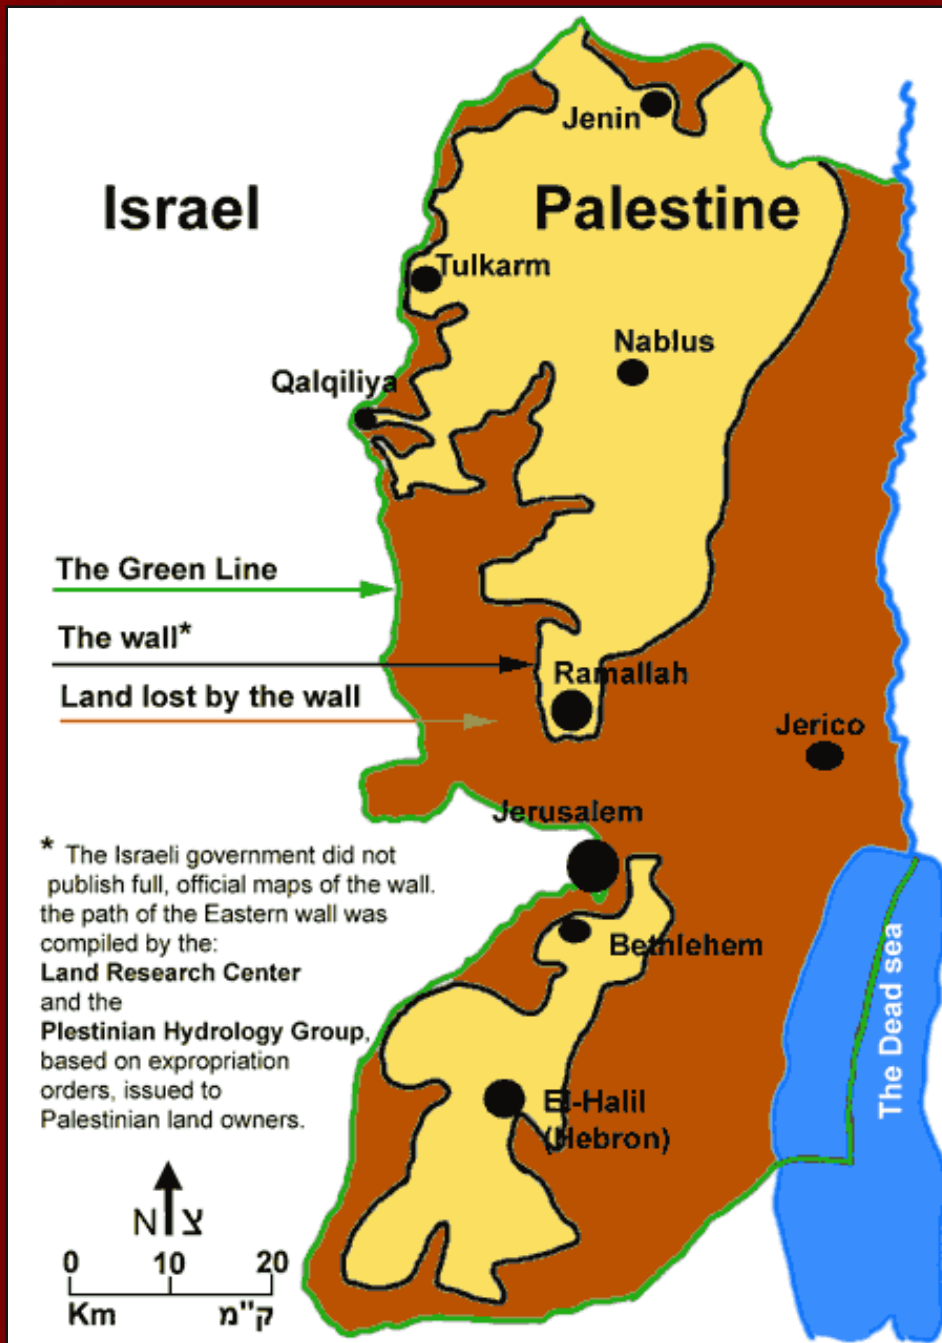 Jenin
Israel
Palestine
Tulkarm
Nablus
Qalqiliya
The Green Line
The wall*
Ramallah
Land lost by the wall
Jerico
Jerusalem
* The Israeli government did not
publish full, official maps of the wall.
the path of the Eastern wall was
compiled by the:
Land Research Center
and the
Plestinian Hydrology Group,
based on expropriation
orders, issued to
Palestinian land owners.
Bethlehem
The Dead sea
El-Halil
(Hebron)
N צ
0 10 20
Km ק"מ